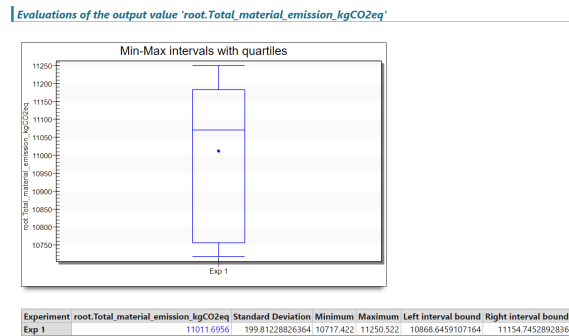 Evaluations of the output value 'root.Total_material_emission_kgCO2eq'
Min-Max intervals with quartiles
root.Total_material_emission_kgCO2eq
11250
11200
11150
11100
11050
11000
10950
10900
10850
10800
10750
Exp 1
Experiment root.Total_material_emission_kgCO2eq Standard Deviation Minimum Maximum Left interval bound Right interval bound
Exp 1 11011.6956 199.81228826364 10717.422 11250.522 10868.6459107164 11154.7452892836